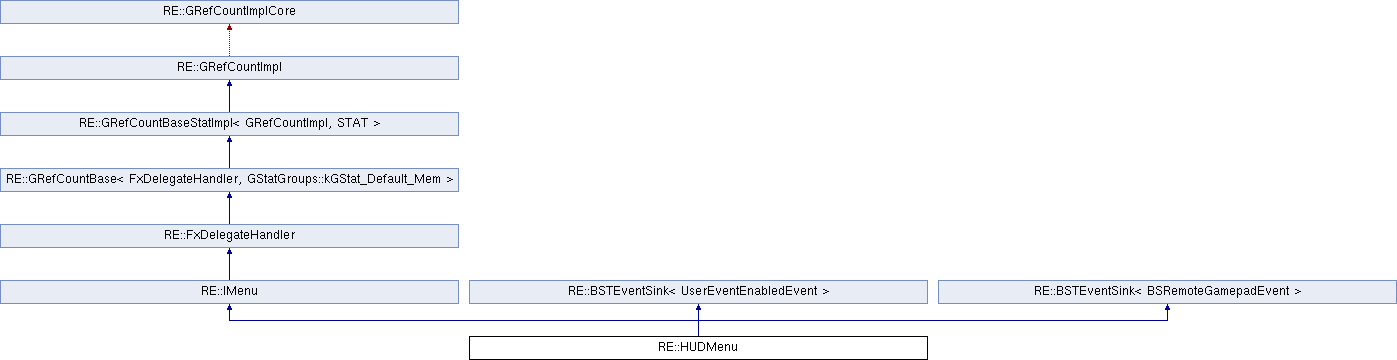 RE::GRefCountImplCore
RE::GRefCountImpl
RE::GRefCountBaseStatImpl< GRefCountImpl, STAT >
RE::GRefCountBase< FxDelegateHandler, GStatGroups::kGStat_Default_Mem >
RE::FxDelegateHandler
RE::IMenu
RE::BSTEventSink< UserEventEnabledEvent >
RE::BSTEventSink< BSRemoteGamepadEvent >
RE::HUDMenu